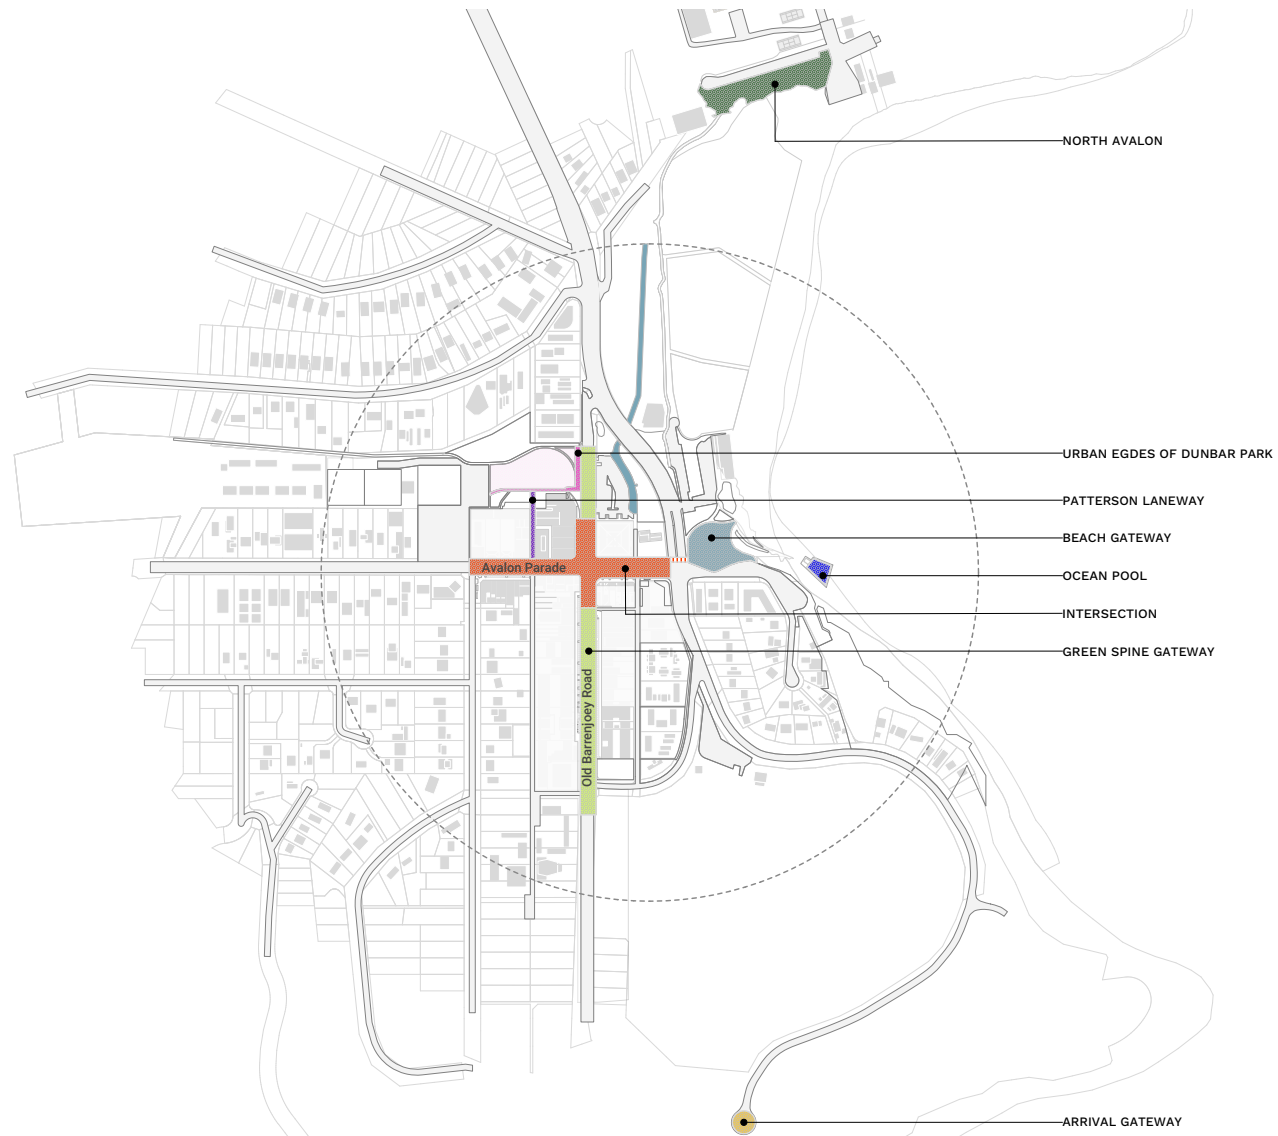 NORTH AVALON
URBAN EGDES OF DUNBAR PARK
PATTERSON LANEWAY
BEACH GATEWAY
Avalon Parade
OCEAN POOL
INTERSECTION
GREEN SPINE GATEWAY
Old Barrenjoey Road
ARRIVAL GATEWAY